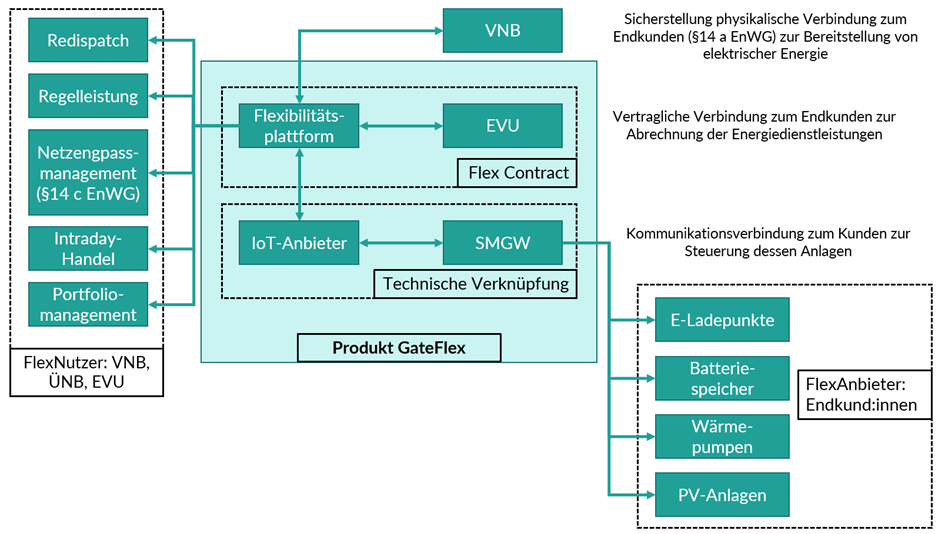 Redispatch
Regelleistung
Netzengpass-
management
(§14 c EnWG)
Intraday-
Handel
Portfolio-
management
FlexNutzer: VNB,
ÜNB, EVU
VNB
Flexibilitäts-
plattform
EVU
Flex Contract
IoT-Anbieter
SMGW
Technische Verknüpfung
Produkt GateFlex
Sicherstellung physikalische Verbindung zum
Endkunden (§14 a EnWG) zur Bereitstellung von
elektrischer Energie
Vertragliche Verbindung zum Endkunden zur
Abrechnung der Energiedienstleistungen
Kommunikationsverbindung zum Kunden zur
Steuerung dessen Anlagen
E-Ladepunkte
Batterie-
speicher
Wärme-
pumpen
PV-Anlagen
FlexAnbieter:
Endkund:innen